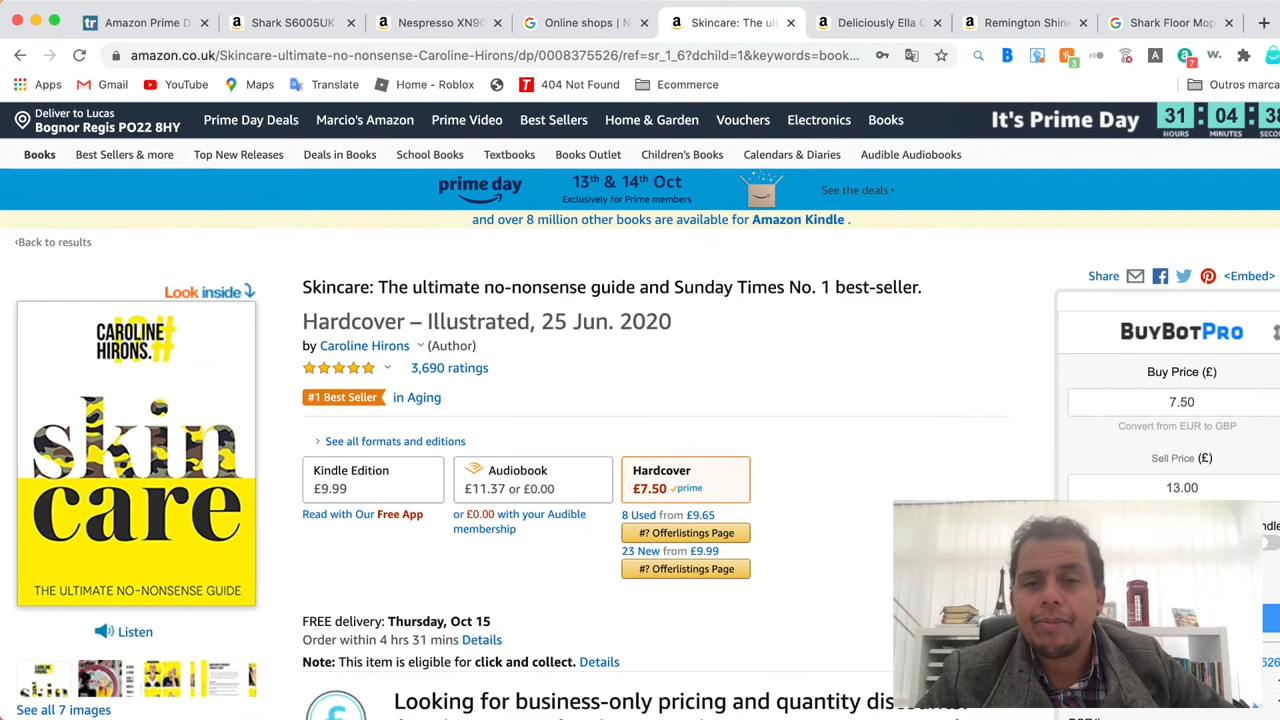 Amazon Prime D
Shark S6005UK
Nespresso XN90
Online shops | N
Skincare: The ul
Deliciously Ella C
Remington Shin
Shark Floor Mop
amazon.co.uk/Skincare-ultimate-no-nonsense-Caroline-Hirons/dp/0008375526/ref=sr_1_6?dchild=1&keywords=book...
Apps
Gmail
YouTube
Maps
Translate
Home - Roblox
404 Not Found
Ecommerce
Outros marca
Deliver to Lucas
Bognor Regis PO22 8HY
Prime Day Deals
Marcio's Amazon
Prime Video
Best Sellers
Home & Garden
Vouchers
Electronics
Books
It's Prime Day
31 : 04 : 38
HOURS MINUTES SECO
Books
Best Sellers & more
Top New Releases
Deals in Books
School Books
Textbooks
Books Outlet
Children's Books
Calendars & Diaries
Audible Audiobooks
prime day
13th & 14th Oct
Exclusively for Prime members
See the deals
and over 8 million other books are available for Amazon Kindle .
‹Back to results
Share
<Embed>
Look inside
CAROLINE
HIRONS.
skin
care
THE ULTIMATE NO-NONSENSE GUIDE
Listen
See all 7 images
Skincare: The ultimate no-nonsense guide and Sunday Times No. 1 best-seller.
Hardcover – Illustrated, 25 Jun. 2020
by Caroline Hirons (Author)
3,690 ratings
#1 Best Seller in Aging
See all formats and editions
Kindle Edition
£9.99
Read with Our Free App
Audiobook
£11.37 or £0.00
or £0.00 with your Audible
membership
Hardcover
£7.50 prime
8 Used from £9.65
#? Offerlistings Page
23 New from £9.99
#? Offerlistings Page
FREE delivery: Thursday, Oct 15
Order within 4 hrs 31 mins Details
Note: This item is eligible for click and collect. Details
Looking for business-only pricing and quantity
BUYBOTPRO
Buy Price (£)
7.50
Convert from EUR to GBP
Sell Price (£)
13.00